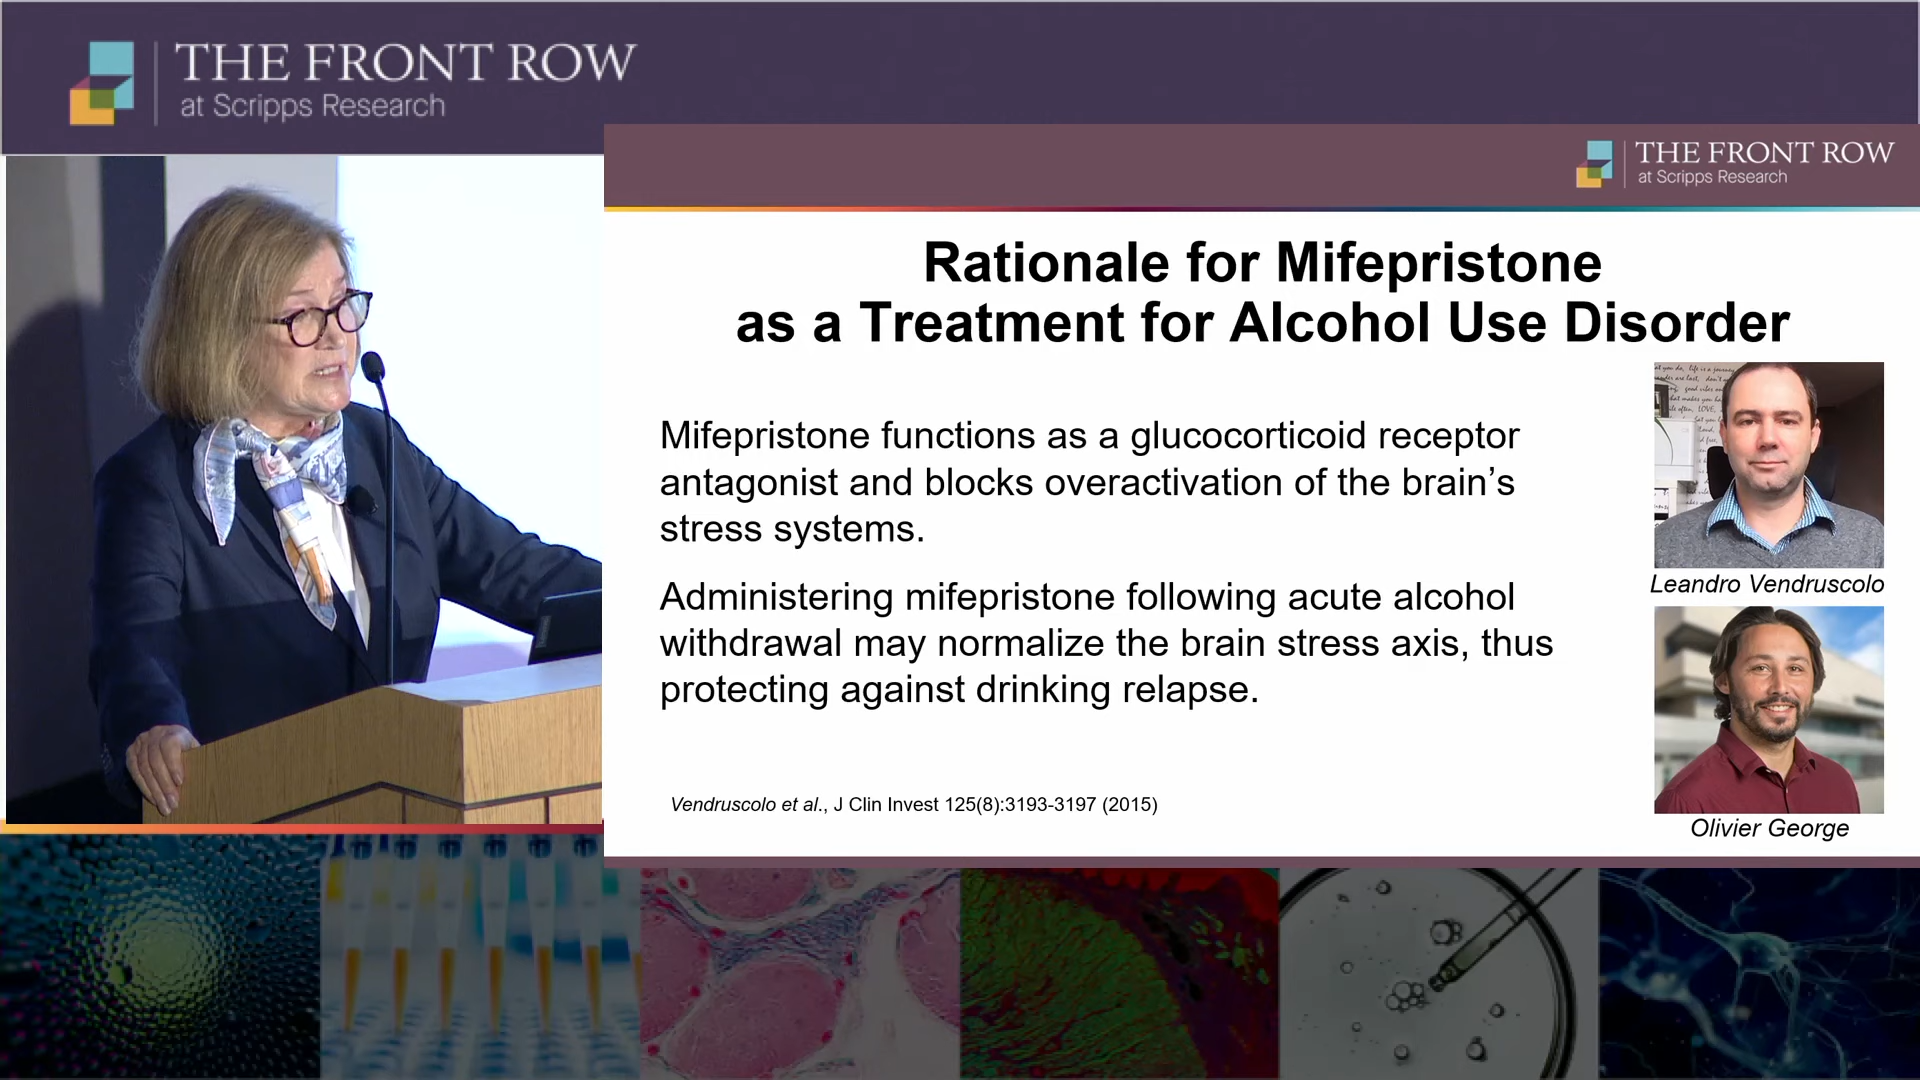 THE FRONT ROW
at Scripps Research
THE FRONT ROW
at Scripps Research
Rationale for Mifepristone
as a Treatment for Alcohol Use Disorder
Mifepristone functions as a glucocorticoid receptor
antagonist and blocks overactivation of the brain’s
stress systems.
Administering mifepristone following acute alcohol
withdrawal may normalize the brain stress axis, thus
protecting against drinking relapse.
Leandro Vendruscolo
Vendruscolo et al., J Clin Invest 125(8):3193-3197 (2015)
Olivier George